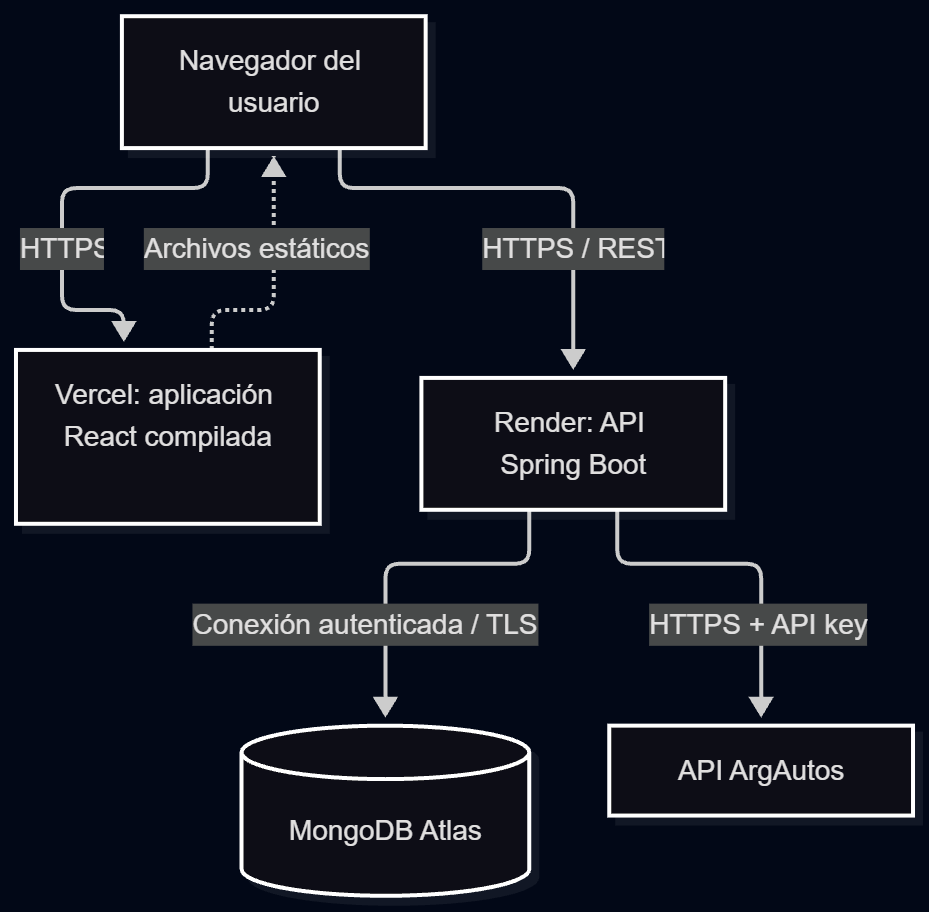 Navegador del
usuario
HTTPS
Archivos estáticos
HTTPS / REST
Vercel: aplicación
React compilada
Render: API
Spring Boot
Conexión autenticada / TLS
HTTPS + API key
API ArgAutos
MongoDB Atlas